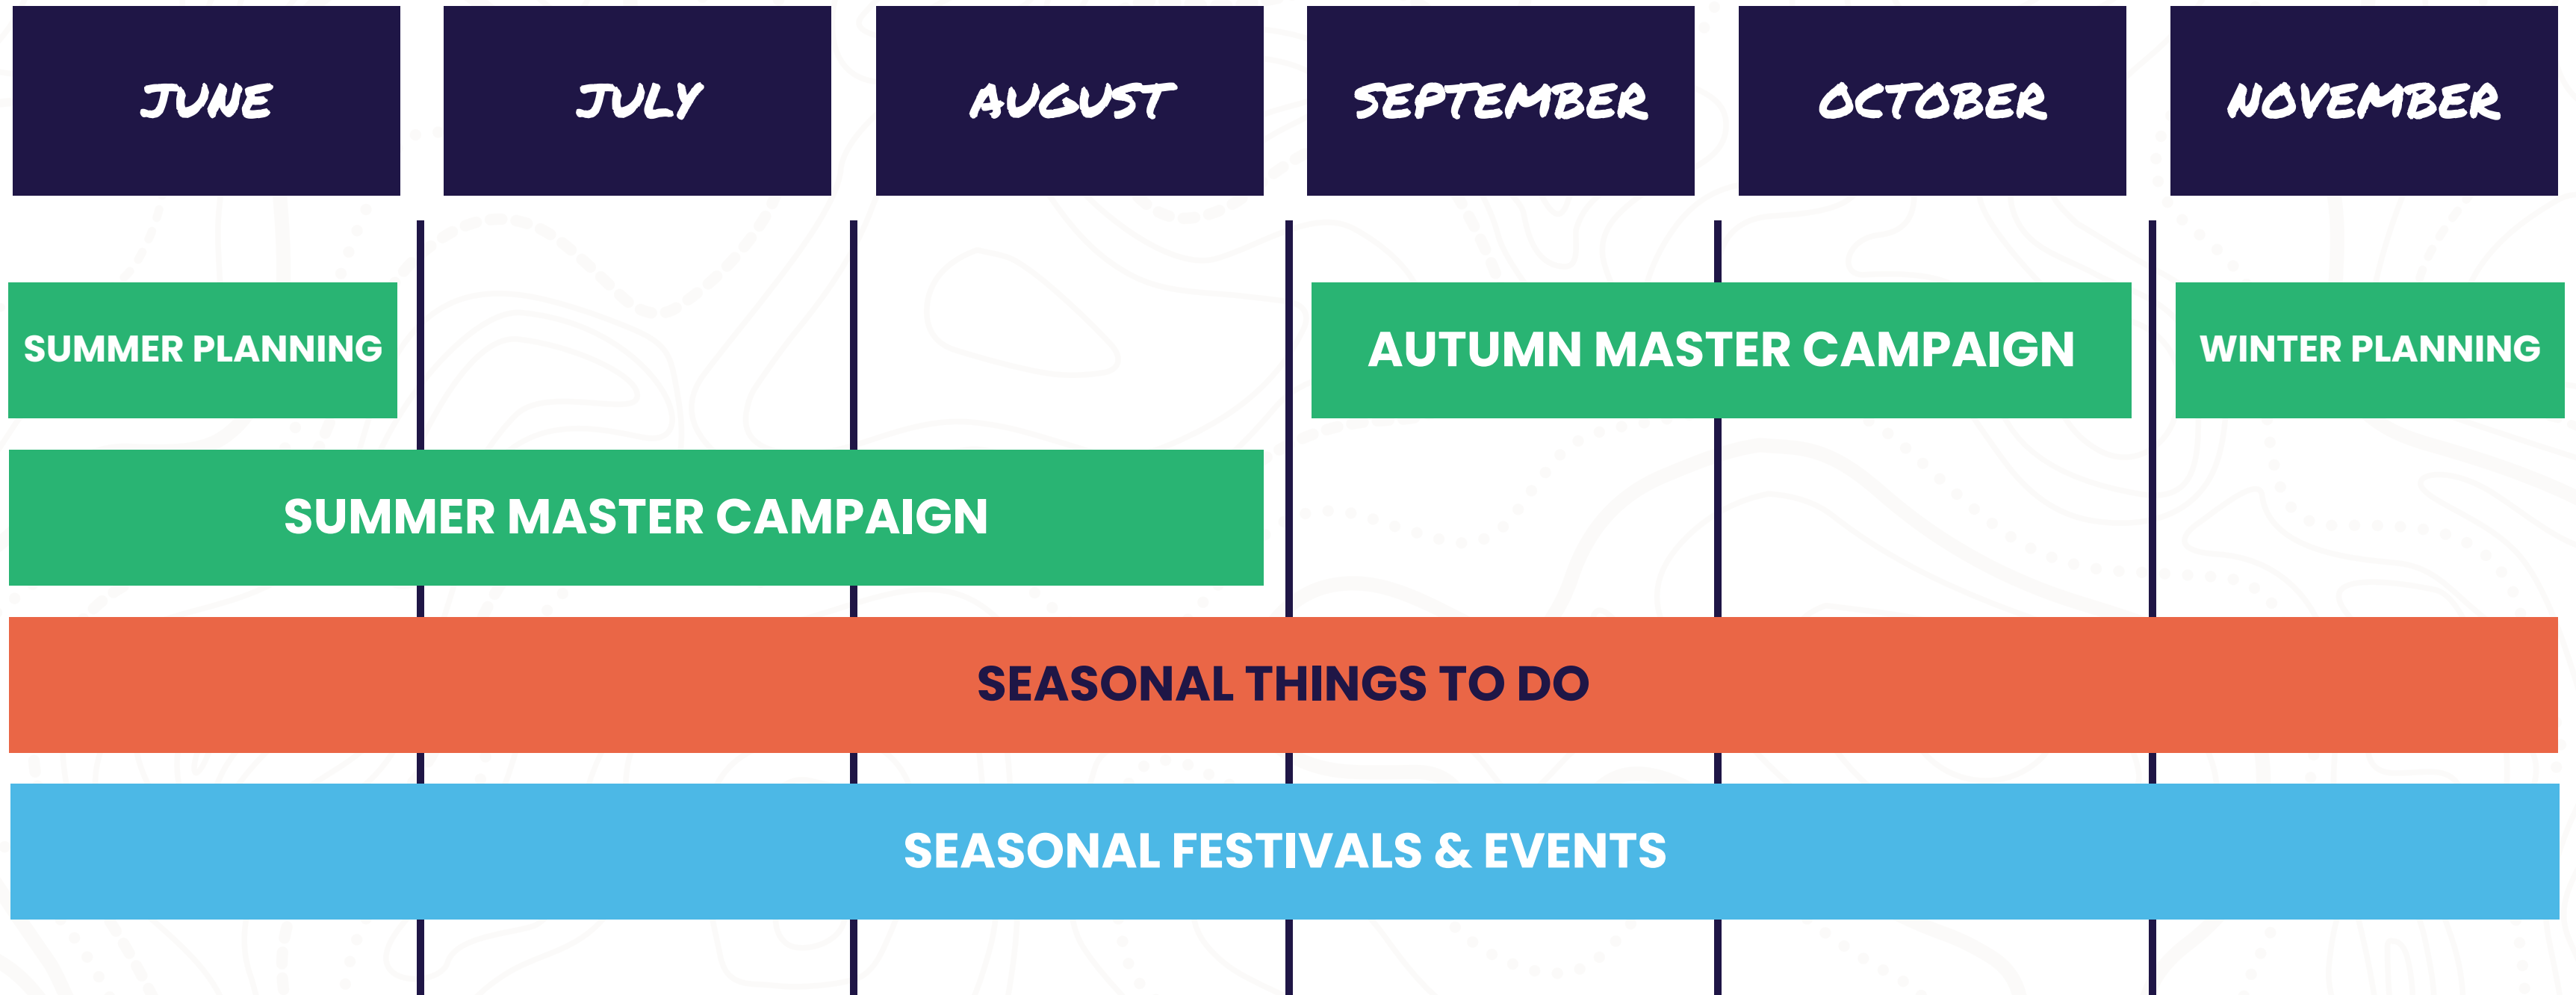 JUNE
JULY
AUGUST
SEPTEMBER
OCTOBER
NOVEMBER
SUMMER PLANNING
AUTUMN MASTER CAMPAIGN
WINTER PLANNING
SUMMER MASTER CAMPAIGN
SEASONAL THINGS TO DO
SEASONAL FESTIVALS & EVENTS